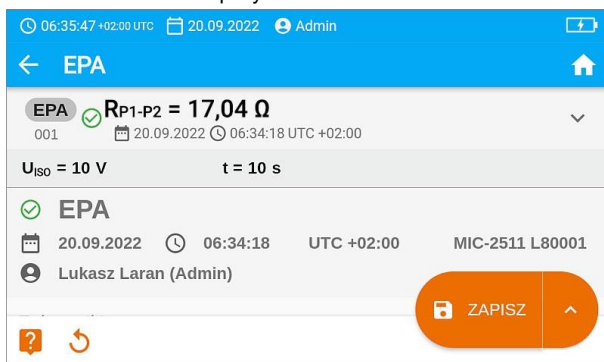 06:35:47 +02:00 UTC 20.09.2022 Admin
EPA
EPA RP1-P2 = 17,04 Ω
001 20.09.2022 06:34:18 UTC +02:00
UISO = 10 V t = 10 s
EPA
20.09.2022 06:34:18 UTC +02:00 MIC-2511 L80001
Lukasz Laran (Admin)
ZAPISZ